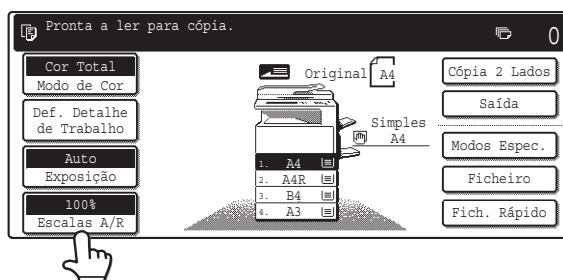 Pronta a ler para cópia.
0
Cor Total
Modo de Cor
Def. Detalhe
de Trabalho
Auto
Exposição
100%
Escalas A/R
Original A4
Simples
A4
1. A4
2. A4R
3. B4
4. A3
Cópia 2 Lados
Saída
Modos Espec.
Ficheiro
Fich. Rápido